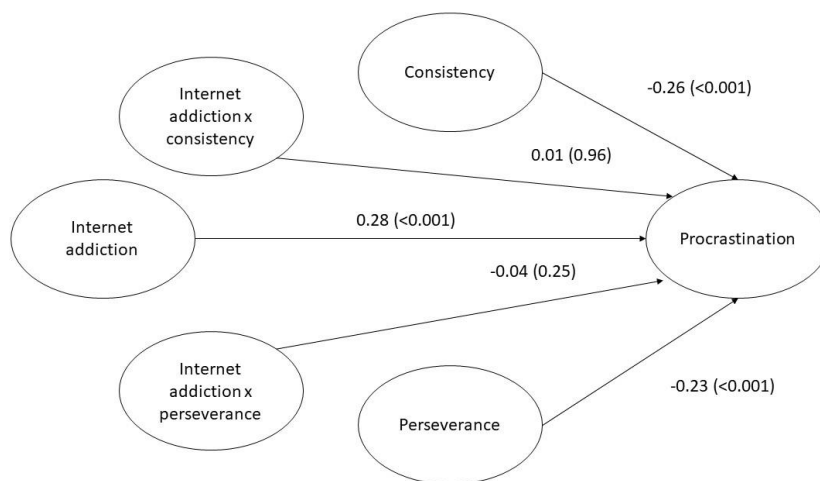 Consistency
-0.26 (<0.001)
Internet
addiction x
consistency
0.01 (0.96)
Internet
addiction
0.28 (<0.001)
Procrastination
-0.04 (0.25)
Internet
addiction x
perseverance
Perseverance
-0.23 (<0.001)